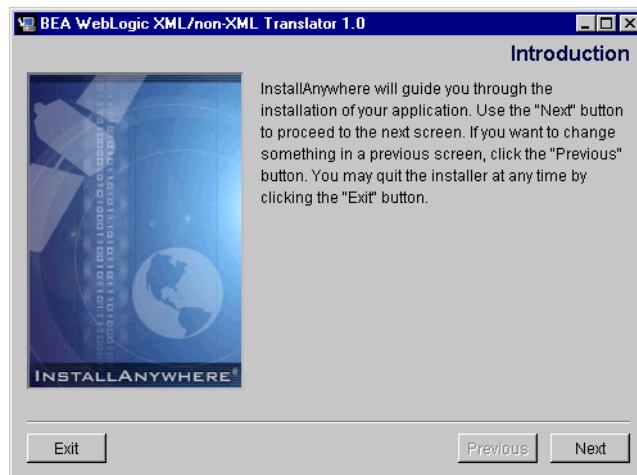 BEA WebLogic XML/non-XML Translator 1.0
Introduction
InstallAnywhere will guide you through the
installation of your application. Use the "Next" button
to proceed to the next screen. If you want to change
something in a previous screen, click the "Previous"
button. You may quit the installer at any time by
clicking the "Exit" button.
INSTALLANYWHERE®
Exit
Previous
Next